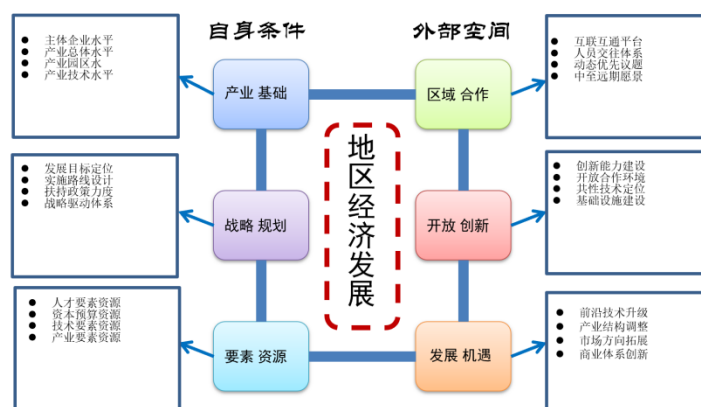 自身条件
外部空间
主体企业水平
产业总体水平
产业园区水
产业技术水平
产业 基础
区域 合作
互联互通平台
人员交往体系
动态优先议题
中至远期愿景
发展目标定位
实施路线设计
扶持政策力度
战略驱动体系
战略 规划
地区经济发展
开放 创新
创新能力建设
开放合作环境
共性技术定位
基础设施建设
人才要素资源
资本预算资源
技术要素资源
产业要素资源
要素 资源
发展 机遇
前沿技术升级
产业结构调整
市场方向拓展
商业体系创新